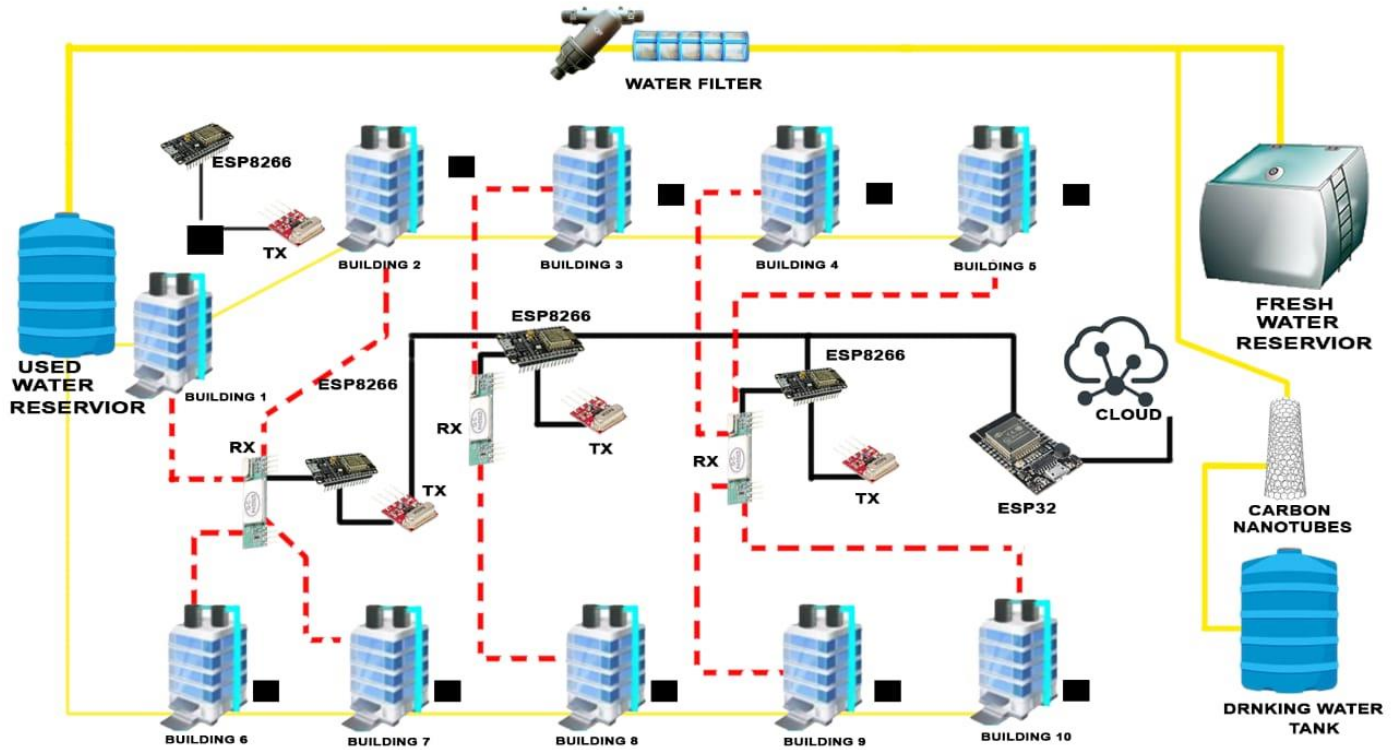 WATER FILTER
ESP8266
TX
BUILDING 2
BUILDING 3
BUILDING 4
BUILDING 5
FRESH
WATER
RESERVIOR
USED
WATER
RESERVIOR
BUILDING 1
ESP8266
ESP8266
ESP8266
CLOUD
RX
TX
RX
TX
RX
TX
ESP32
CARBON
NANOTUBES
BUILDING 6
BUILDING 7
BUILDING 8
BUILDING 9
BUILDING 10
DRNKING WATER
TANK